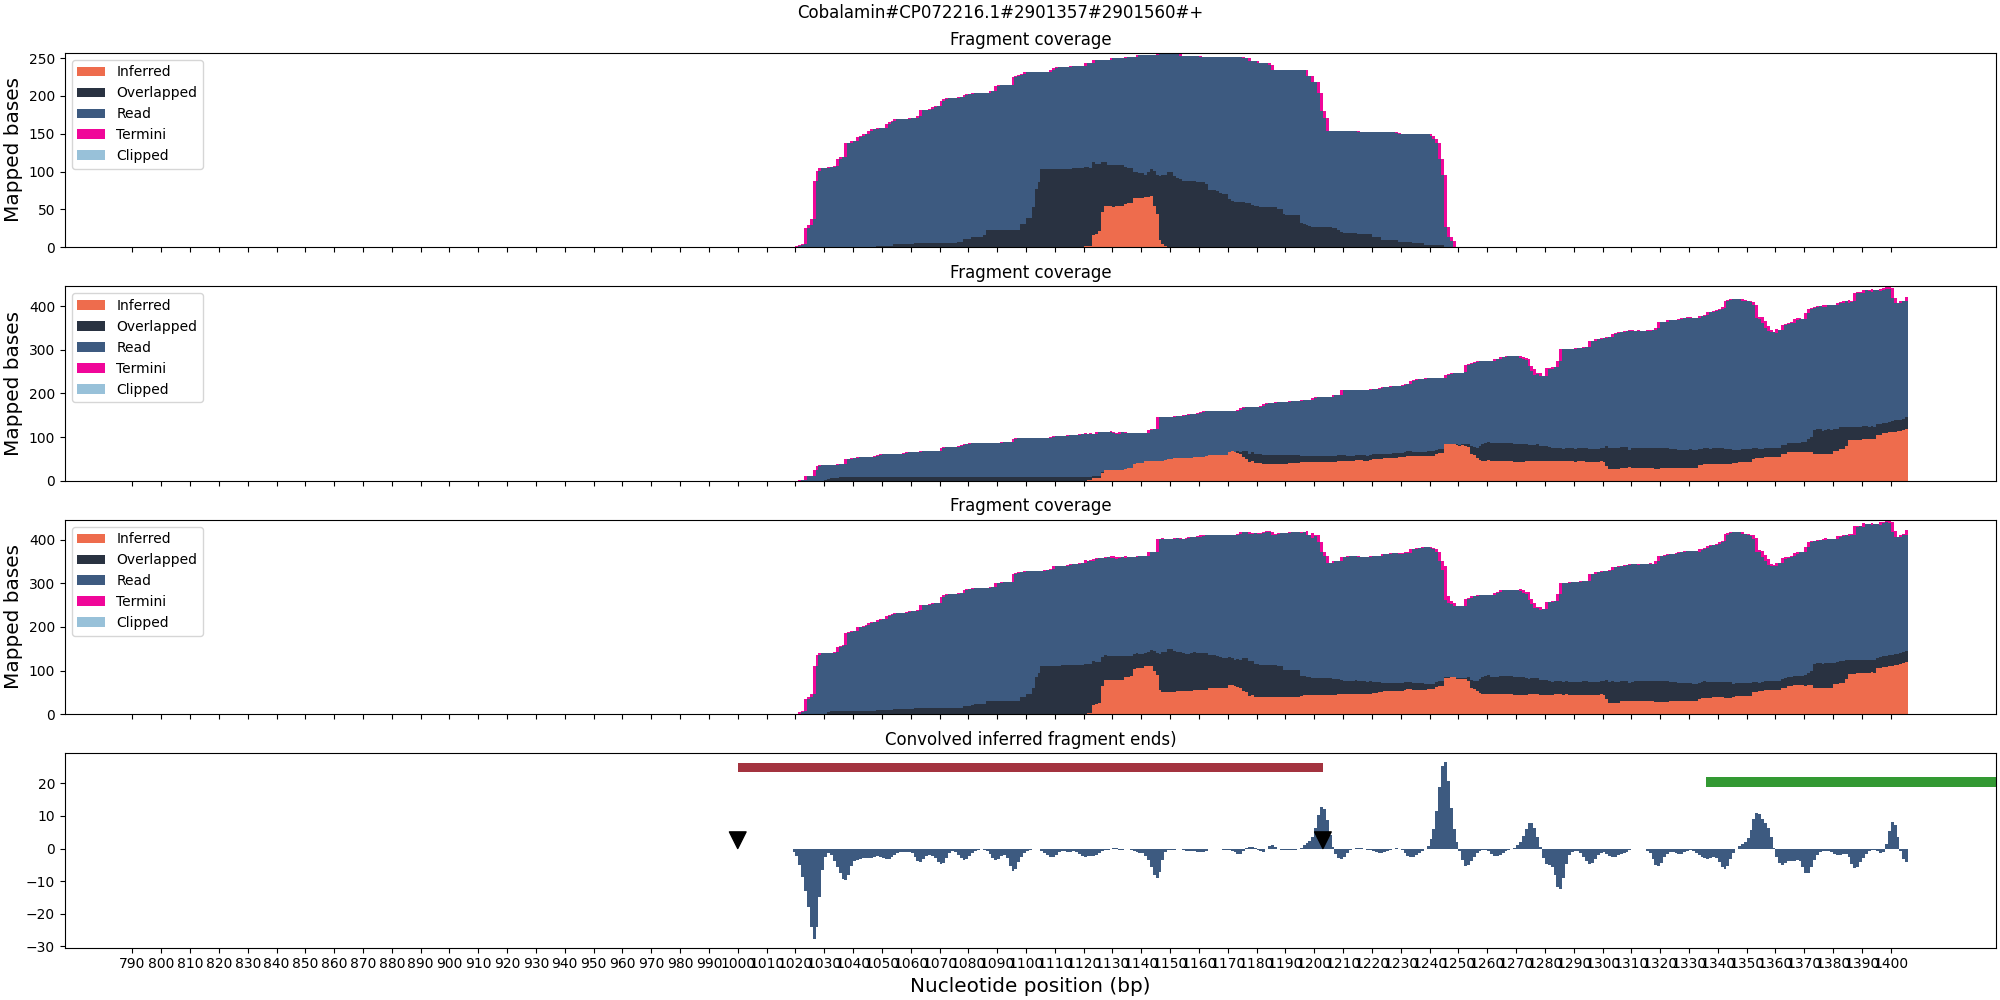 Cobalamin#CP072216.1#2901357#2901560#+
Fragment coverage
250
200
150
100
50
0
Mapped bases
Inferred
Overlapped
Read
Termini
Clipped
Fragment coverage
400
300
200
100
0
Mapped bases
Inferred
Overlapped
Read
Termini
Clipped
Fragment coverage
400
300
200
100
0
Mapped bases
Inferred
Overlapped
Read
Termini
Clipped
Convolved inferred fragment ends)
20
10
0
−10
−20
−30
790 800 810 820 830 840 850 860 870 880 890 900 910 920 930 940 950 960 970 980 990 1000 1010 1020 1030 1040 1050 1060 1070 1080 1090 1100 1110 1120 1130 1140 1150 1160 1170 1180 1190 1200 1210 1220 1230 1240 1250 1260 1270 1280 1290 1300 1310 1320 1330 1340 1350 1360 1370 1380 1390 1400
Nucleotide position (bp)